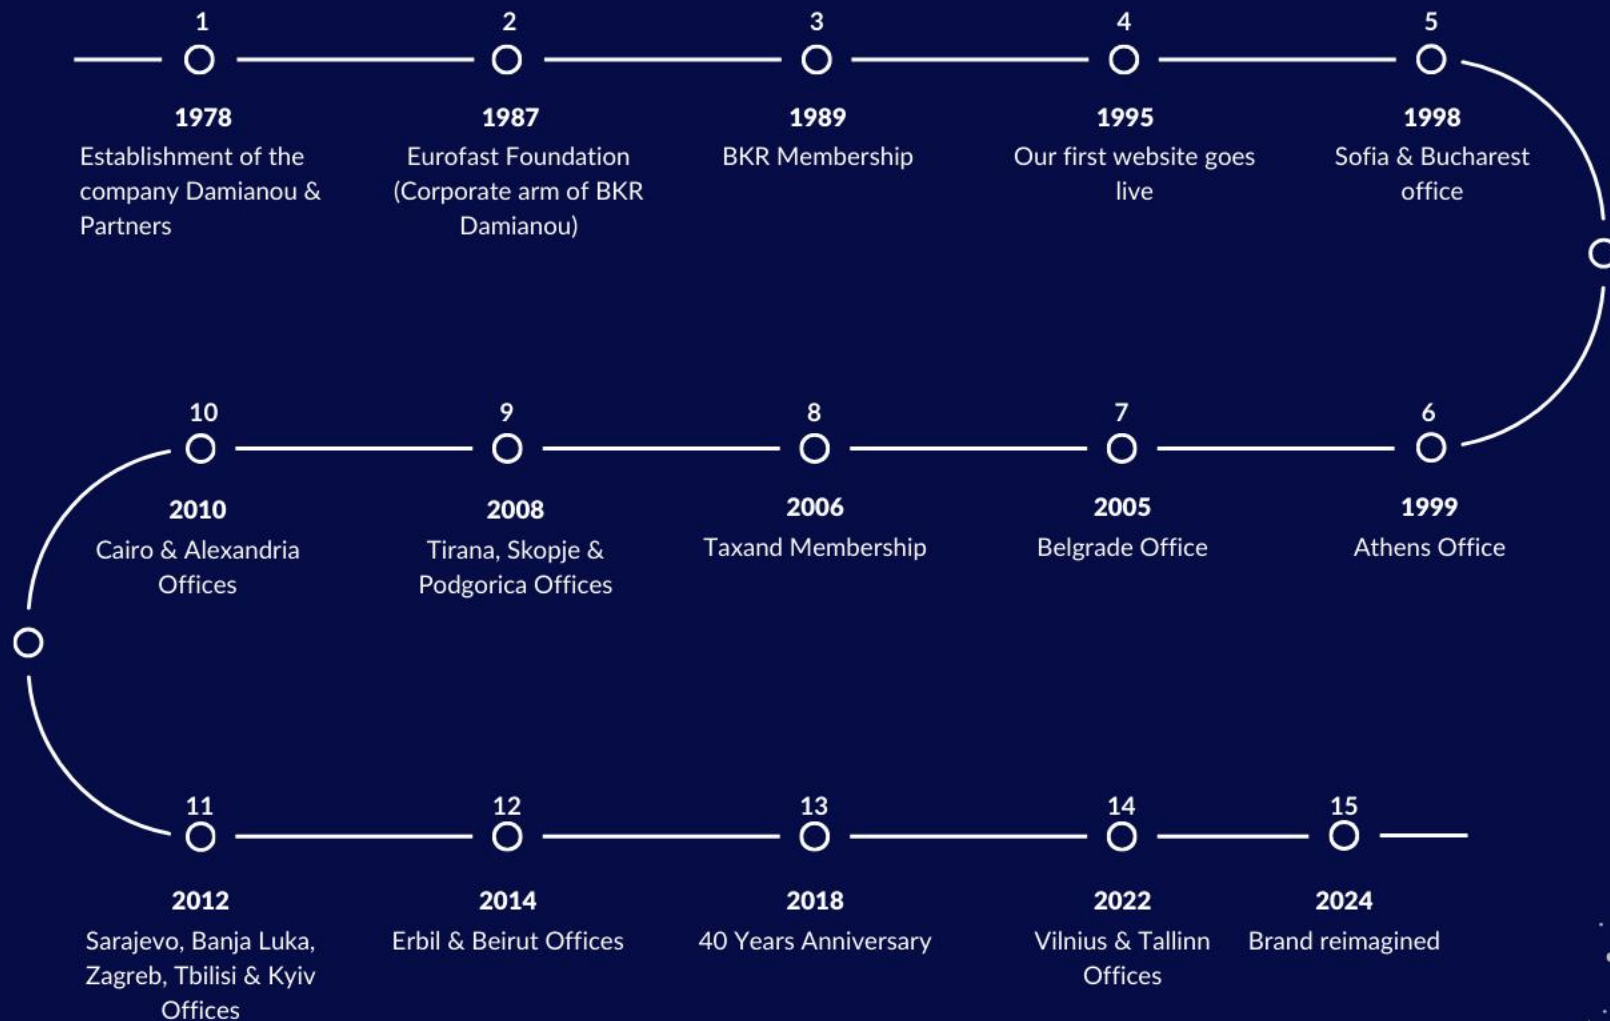 1
1978
Establishment of the
company Damianou &
Partners
2
1987
Eurofast Foundation
(Corporate arm of BKR
Damianou)
3
1989
BKR Membership
4
1995
Our first website goes
live
5
1998
Sofia & Bucharest
office
6
1999
Athens Office
7
2005
Belgrade Office
8
2006
Taxand Membership
9
2008
Tirana, Skopje &
Podgorica Offices
10
2010
Cairo & Alexandria
Offices
11
2012
Sarajevo, Banja Luka,
Zagreb, Tbilisi & Kyiv
Offices
12
2014
Erbil & Beirut Offices
13
2018
40 Years Anniversary
14
2022
Vilnius & Tallinn
Offices
15
2024
Brand reimagined